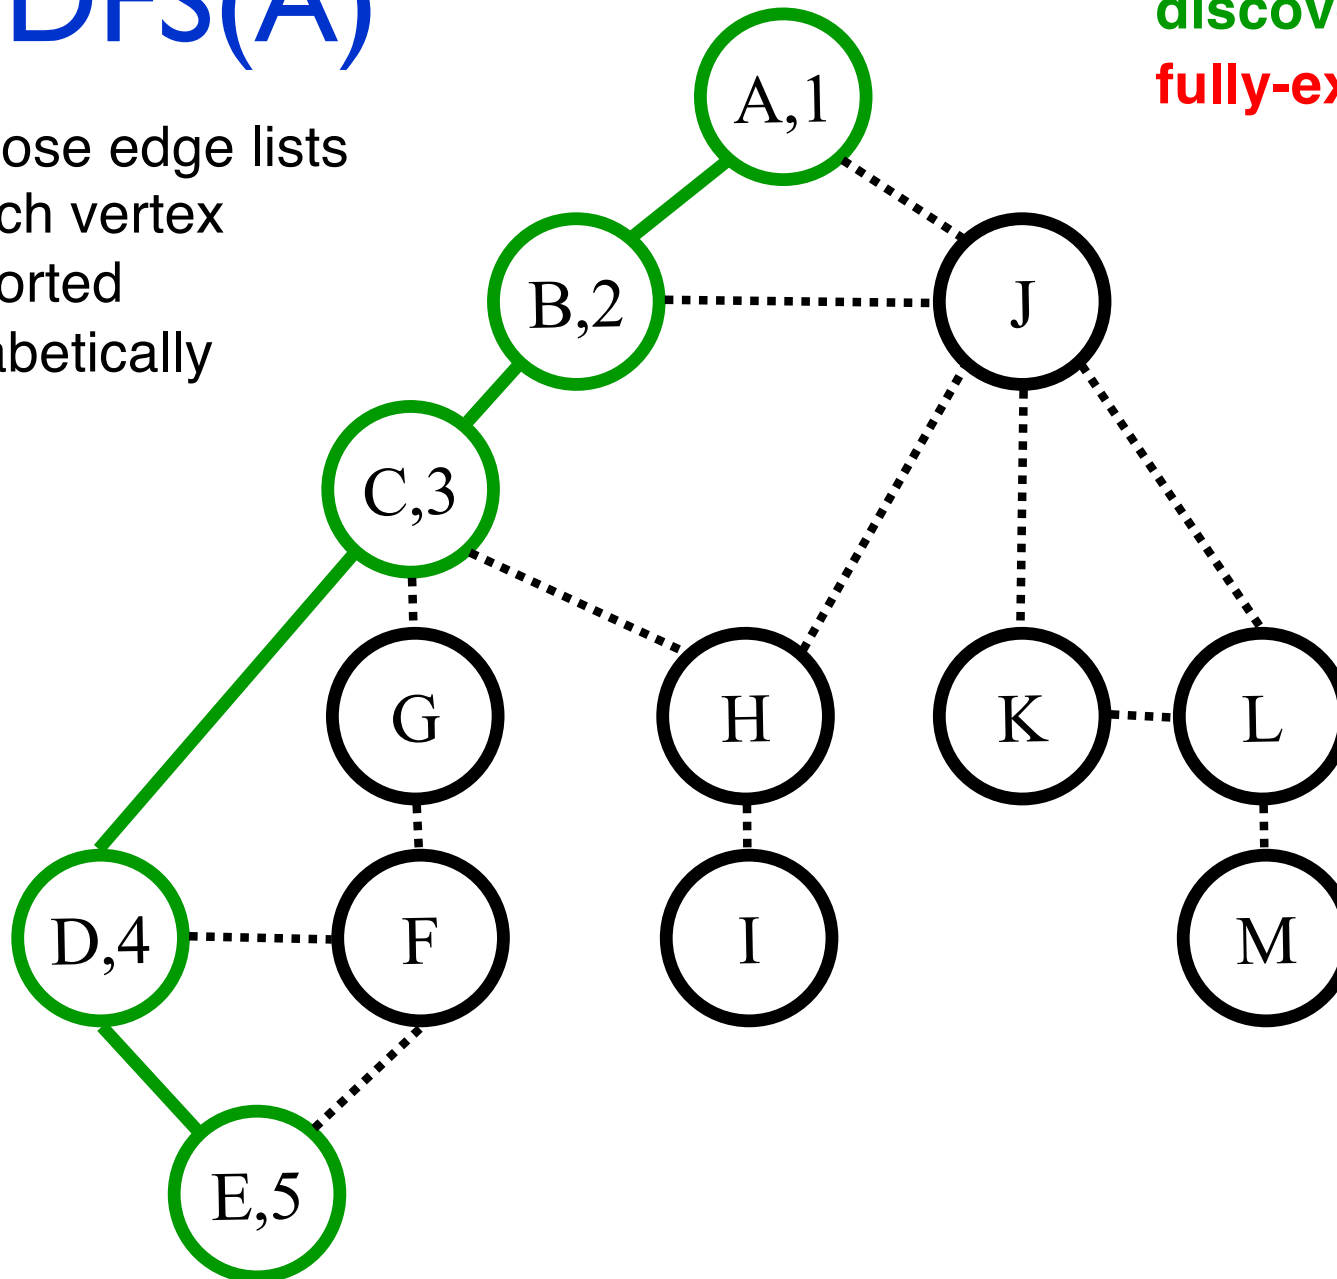 DFS(A)
discov
fully-ex
ose edge lists
ch vertex
orted
abetically
A,1
B,2
J
C,3
G
H
K
L
D,4
F
I
M
E,5